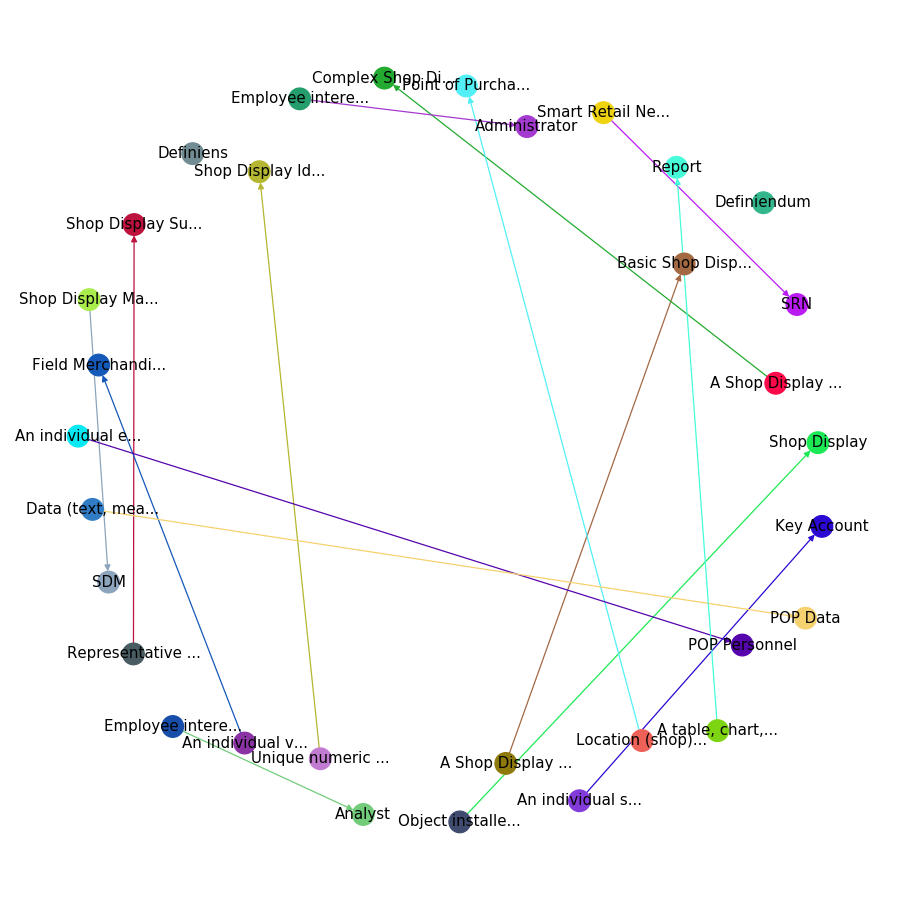 Complex Shop Di...
Point of Purcha...
Employee intere...
Smart Retail Ne...
Administrator
Definiens
Shop Display Id...
Report
Definiendum
Shop Display Su...
Basic Shop Disp...
Shop Display Ma...
SRN
Field Merchandi...
A Shop Display ...
An individual e...
Shop Display
Data (text, mea...
Key Account
SDM
POP Data
Representative ...
POP Personnel
Employee intere...
An individual v...
Unique numeric ...
A Shop Display ...
Location (shop)...
A table, chart,...
An individual s...
Analyst
Object installe...